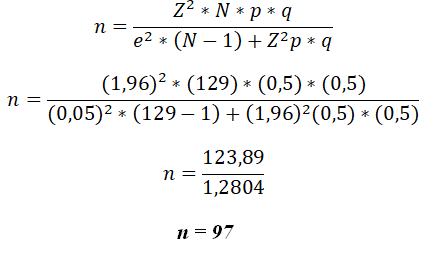 n = Z² * N * p * q / e² * (N − 1) + Z²p * q
n = (1,96)² * (129) * (0,5) * (0,5) / (0,05)² * (129 − 1) + (1,96)²(0,5) * (0,5)
n = 123,89 / 1,2804
n = 97